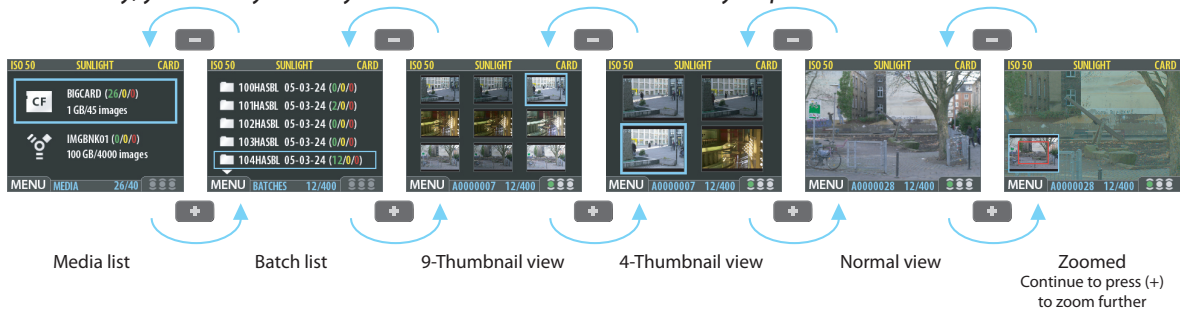 ISO 50 SUNLIGHT CARD
CF
BIGCARD (26/0/0)
1 GB/45 images
IMGBNK01 (0/0/0)
100 GB/4000 images
MENU MEDIA 26/40
ISO 50 SUNLIGHT CARD
100HASBL 05-03-24 (0/0/0)
101HASBL 05-03-24 (2/0/0)
102HASBL 05-03-24 (0/0/0)
103HASBL 05-03-24 (0/0/0)
104HASBL 05-03-24 (12/0/0)
MENU BATCHES 12/400
ISO 50 SUNLIGHT CARD
MENU A0000007 12/400
ISO 50 SUNLIGHT CARD
MENU A0000007 12/400
ISO 50 SUNLIGHT CARD
MENU A0000028 12/400
ISO 50 SUNLIGHT CARD
MENU A0000028 12/400
Media list
Batch list
9-Thumbnail view
4-Thumbnail view
Normal view
Zoomed
Continue to press (+)
to zoom further